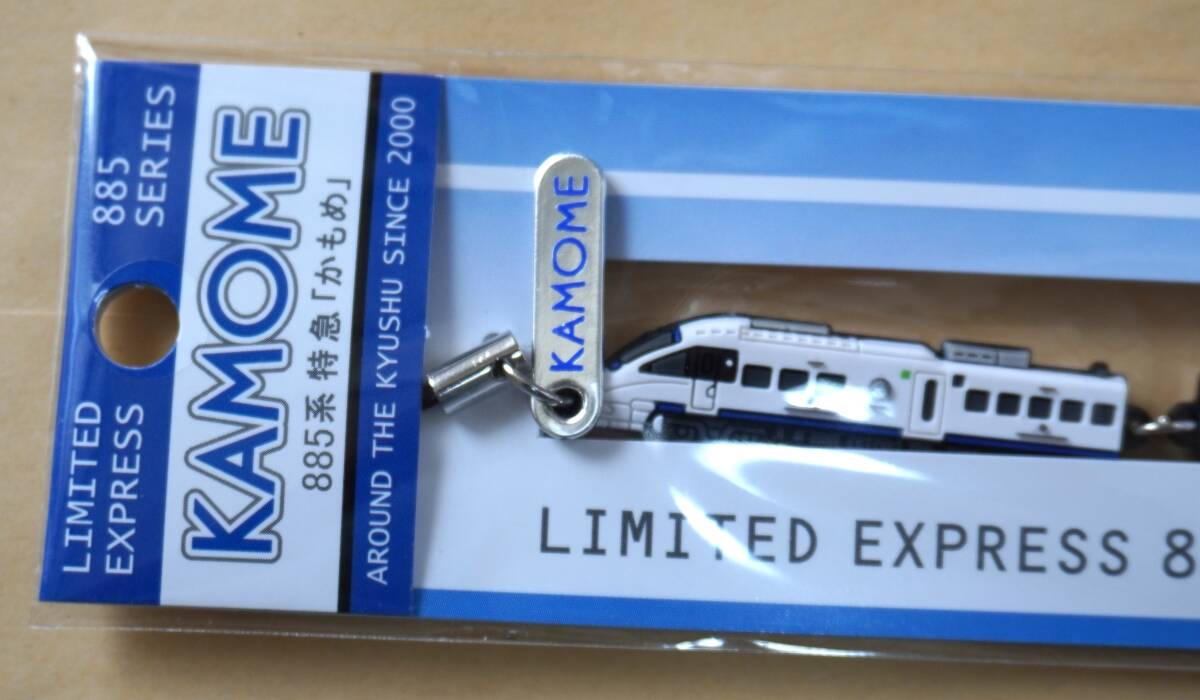 LIMITED EXPRESS
885 SERIES
KAMOME
885系 特急「かもめ」
AROUND THE KYUSHU SINCE 2000
KAMOME
LIMITED EXPRESS 8